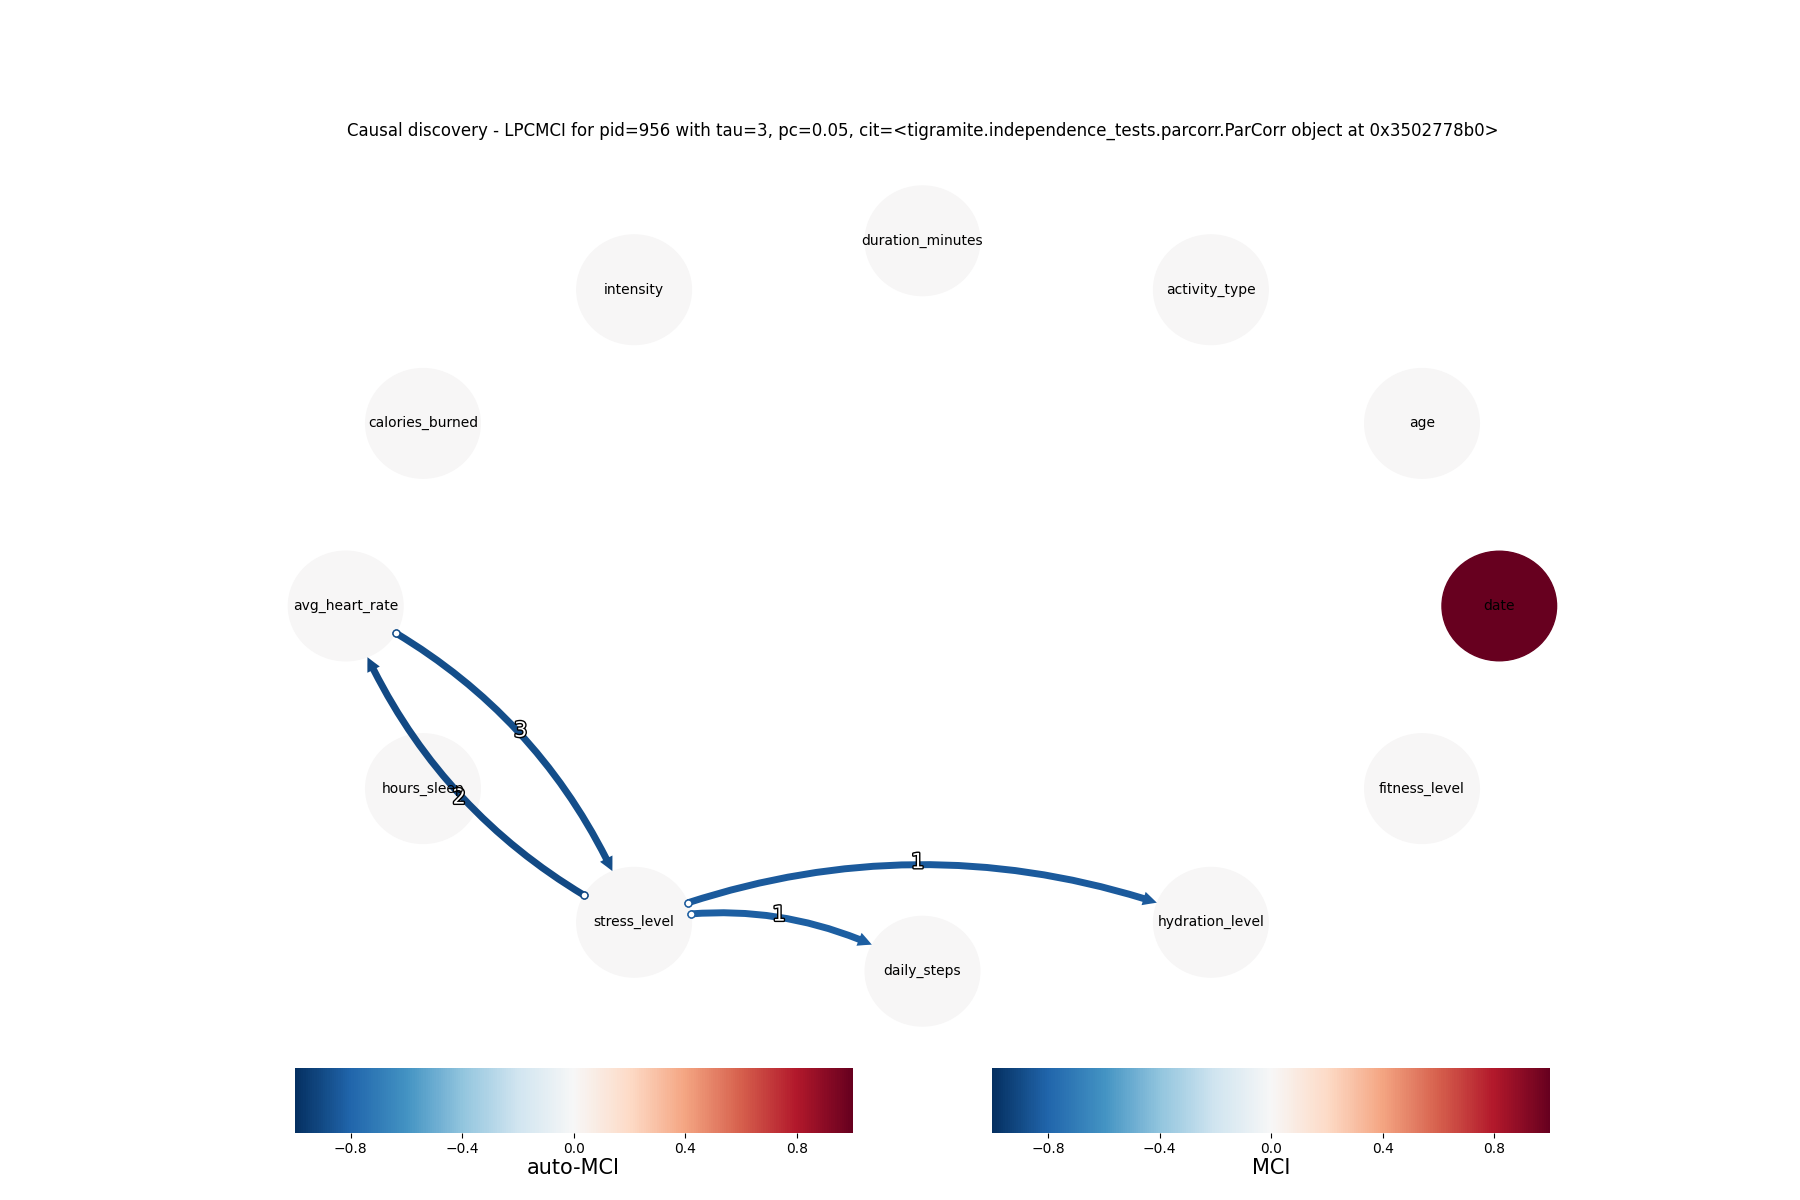 Causal discovery - LPCMCI for pid=956 with tau=3, pc=0.05, cit=<tigramite.independence_tests.parcorr.ParCorr object at 0x3502778b0>
duration_minutes
intensity
activity_type
calories_burned
age
avg_heart_rate
date
3
hours_sleep
2
fitness_level
1
1
stress_level
hydration_level
daily_steps
−0.8 −0.4 0.0 0.4 0.8
auto-MCI
−0.8 −0.4 0.0 0.4 0.8
MCI